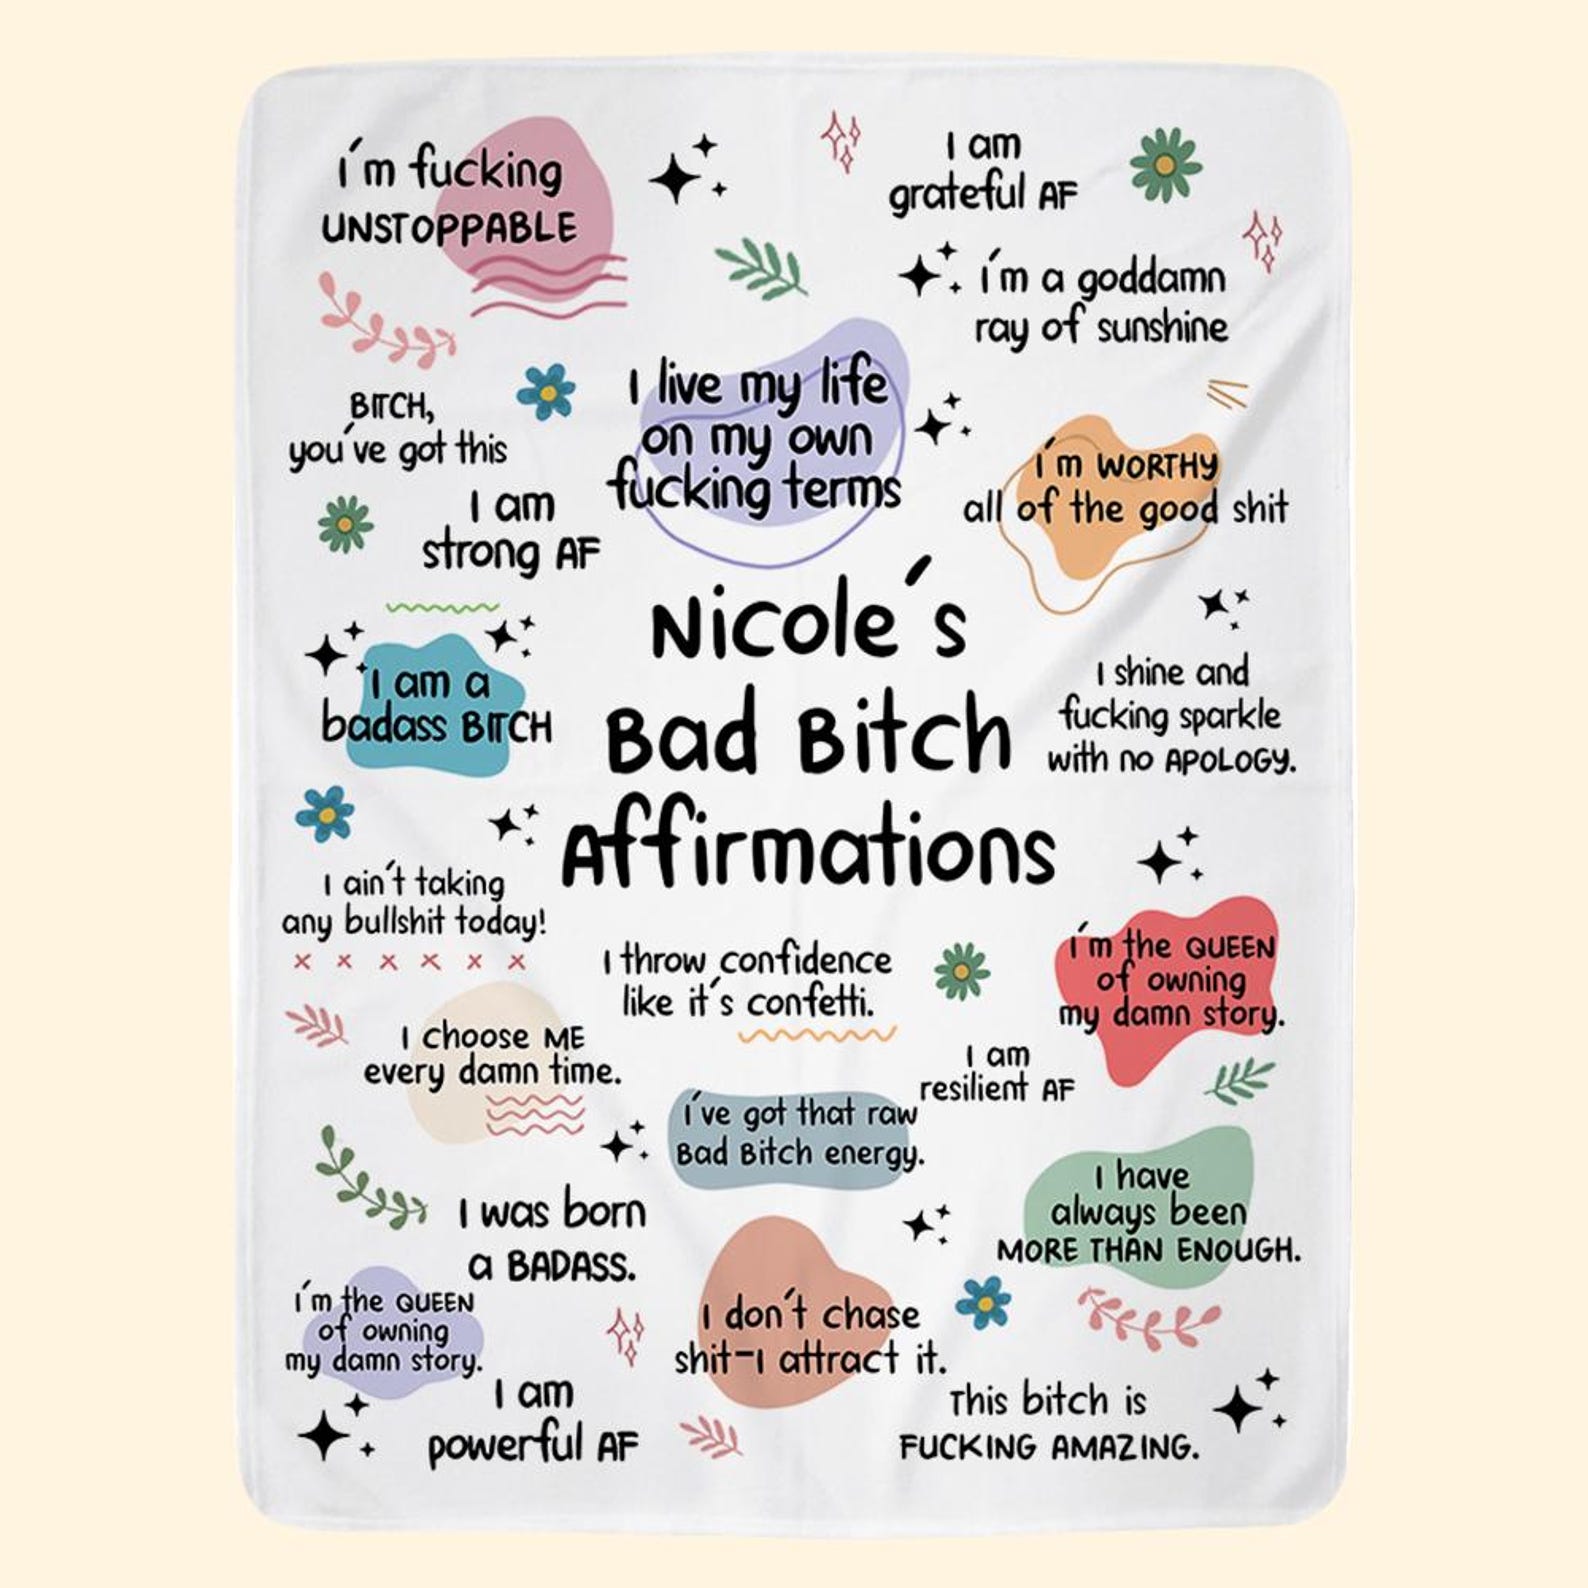 I'm fucking
UNSTOPPABLE
I am
grateful AF
I'm a goddamn
ray of sunshine
BITCH,
you've got this
I live my life
on my own
fucking terms
I'm WORTHY
all of the good shit
I am
strong AF
Nicole's
Bad Bitch
Affirmations
I am a
badass BITCH
I shine and
fucking sparkle
with no APOLOGY.
I ain't taking
any bullshit today!
I throw confidence
like it's confetti.
I'm the QUEEN
of owning
my damn story.
I choose ME
every damn time.
I am
resilient AF
I've got that raw
Bad Bitch energy.
I have
always been
MORE THAN ENOUGH.
I was born
a BADASS.
I'm the QUEEN
of owning
my damn story.
I don't chase
shit-I attract it.
I am
powerful AF
This bitch is
FUCKING AMAZING.